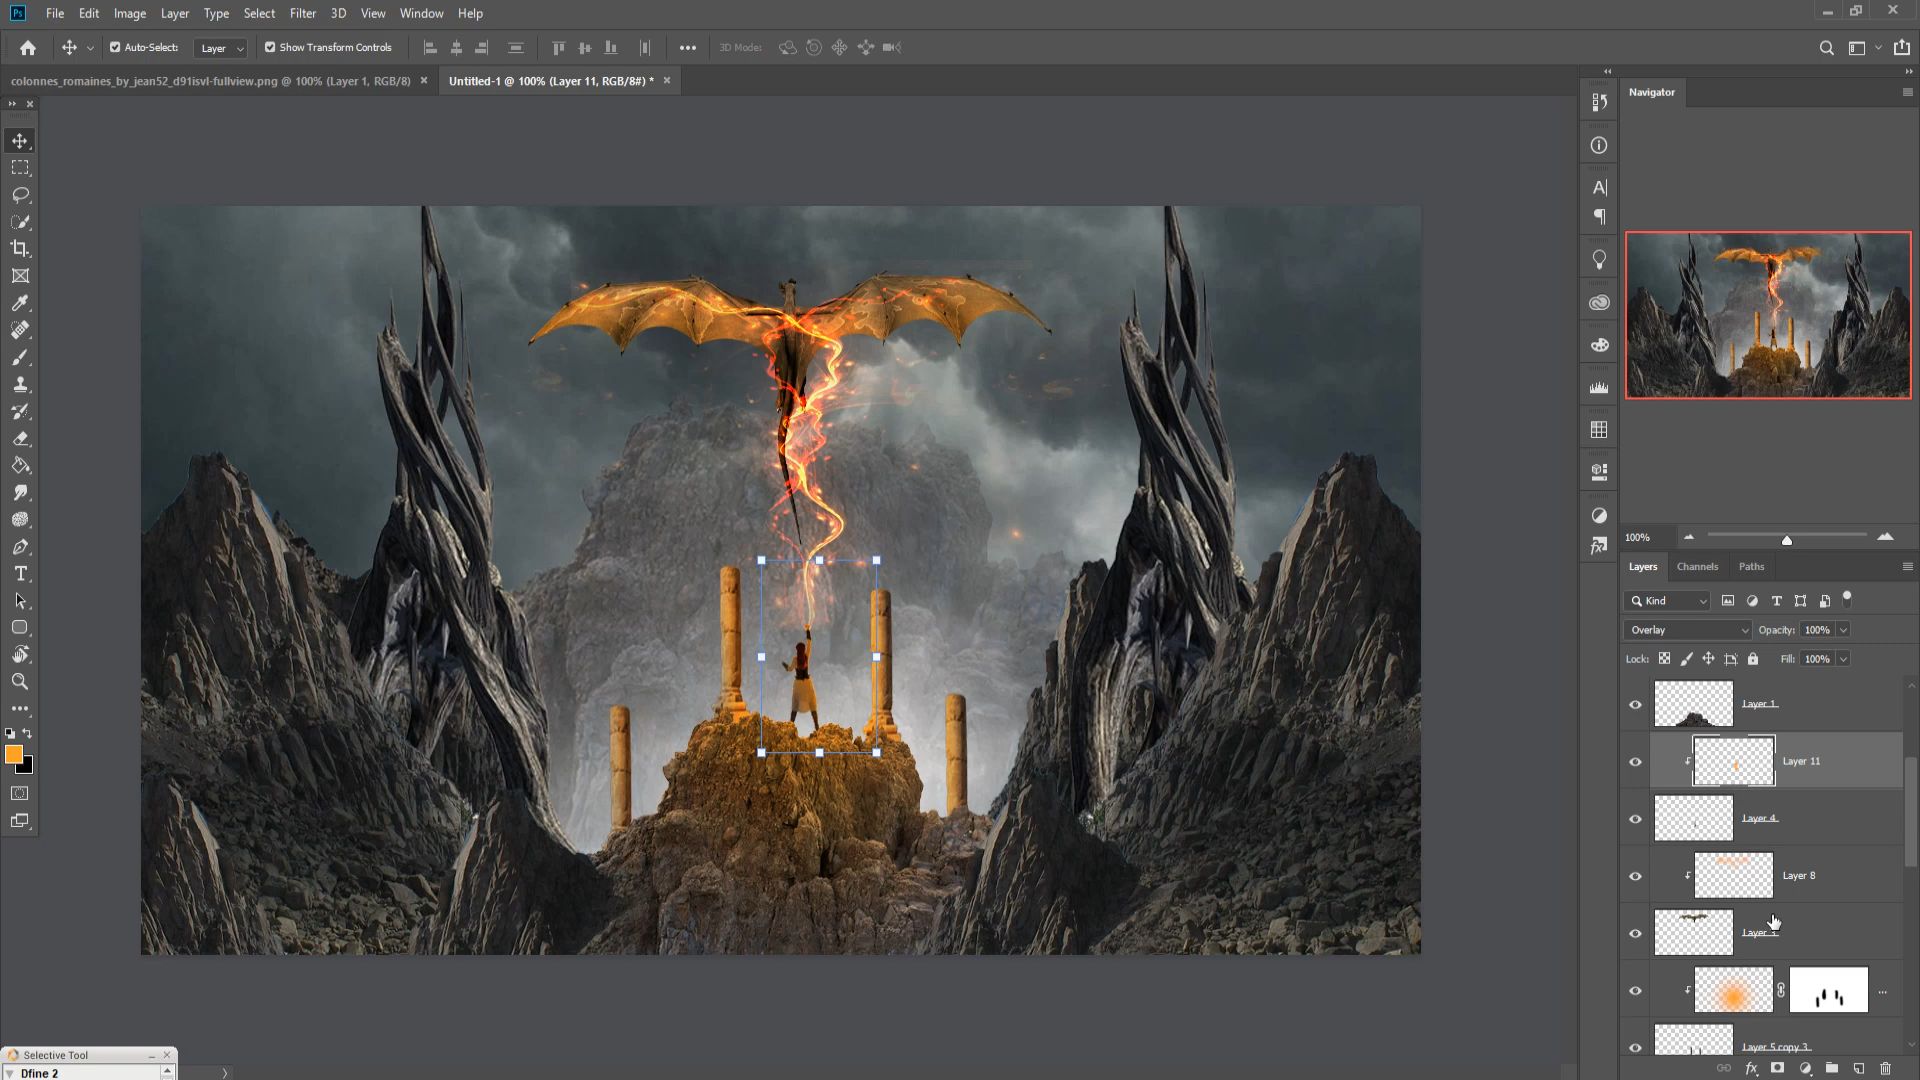 Ps File Edit Image Layer Type Select Filter 3D View Window Help
Auto-Select: Layer Show Transform Controls 3D Mode:
colonnes_romaines_by_jean52_d91isvl-fullview.png @ 100% (Layer 1, RGB/8) × Untitled-1 @ 100% (Layer 11, RGB/8#) * ×
Navigator
100%
Layers Channels Paths
Kind
Overlay Opacity: 100%
Lock: Fill: 100%
Layer 1
Layer 11
Layer 4
Layer 8
Layer 3
Layer 5 copy 3
Selective Tool
Dfine 2